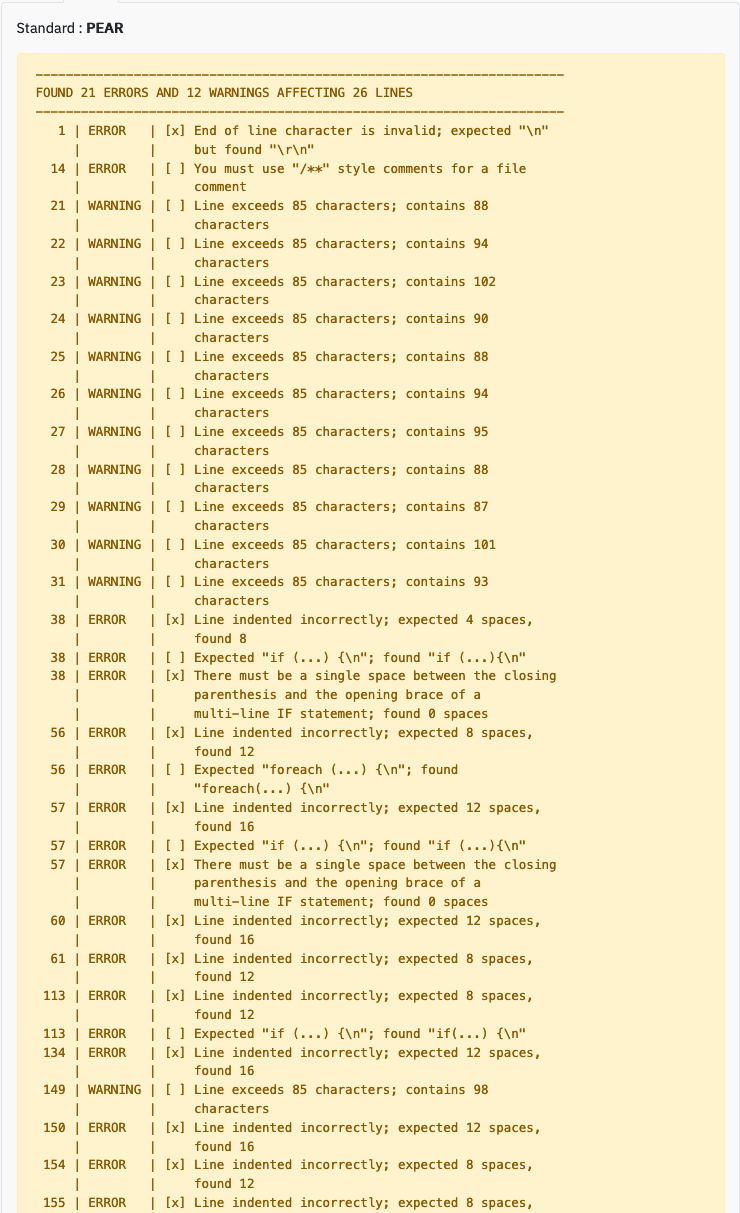 Standard : PEAR
----------------------------------------------------------------------
FOUND 21 ERRORS AND 12 WARNINGS AFFECTING 26 LINES
----------------------------------------------------------------------
   1 | ERROR   | [x] End of line character is invalid; expected "\n"
     |         |     but found "\r\n"
  14 | ERROR   | [ ] You must use "/**" style comments for a file
     |         |     comment
  21 | WARNING | [ ] Line exceeds 85 characters; contains 88
     |         |     characters
  22 | WARNING | [ ] Line exceeds 85 characters; contains 94
     |         |     characters
  23 | WARNING | [ ] Line exceeds 85 characters; contains 102
     |         |     characters
  24 | WARNING | [ ] Line exceeds 85 characters; contains 90
     |         |     characters
  25 | WARNING | [ ] Line exceeds 85 characters; contains 88
     |         |     characters
  26 | WARNING | [ ] Line exceeds 85 characters; contains 94
     |         |     characters
  27 | WARNING | [ ] Line exceeds 85 characters; contains 95
     |         |     characters
  28 | WARNING | [ ] Line exceeds 85 characters; contains 88
     |         |     characters
  29 | WARNING | [ ] Line exceeds 85 characters; contains 87
     |         |     characters
  30 | WARNING | [ ] Line exceeds 85 characters; contains 101
     |         |     characters
  31 | WARNING | [ ] Line exceeds 85 characters; contains 93
     |         |     characters
  38 | ERROR   | [x] Line indented incorrectly; expected 4 spaces,
     |         |     found 8
  38 | ERROR   | [ ] Expected "if (...) {\n"; found "if (...){\n"
  38 | ERROR   | [x] There must be a single space between the closing
     |         |     parenthesis and the opening brace of a
     |         |     multi-line IF statement; found 0 spaces
  56 | ERROR   | [x] Line indented incorrectly; expected 8 spaces,
     |         |     found 12
  56 | ERROR   | [ ] Expected "foreach (...) {\n"; found
     |         |     "foreach(...) {\n"
  57 | ERROR   | [x] Line indented incorrectly; expected 12 spaces,
     |         |     found 16
  57 | ERROR   | [ ] Expected "if (...) {\n"; found "if (...){\n"
  57 | ERROR   | [x] There must be a single space between the closing
     |         |     parenthesis and the opening brace of a
     |         |     multi-line IF statement; found 0 spaces
  60 | ERROR   | [x] Line indented incorrectly; expected 12 spaces,
     |         |     found 16
  61 | ERROR   | [x] Line indented incorrectly; expected 8 spaces,
     |         |     found 12
 113 | ERROR   | [x] Line indented incorrectly; expected 8 spaces,
     |         |     found 12
 113 | ERROR   | [ ] Expected "if (...) {\n"; found "if(...) {\n"
 134 | ERROR   | [x] Line indented incorrectly; expected 12 spaces,
     |         |     found 16
 149 | WARNING | [ ] Line exceeds 85 characters; contains 98
     |         |     characters
 150 | ERROR   | [x] Line indented incorrectly; expected 12 spaces,
     |         |     found 16
 154 | ERROR   | [x] Line indented incorrectly; expected 8 spaces,
     |         |     found 12
 155 | ERROR   | [x] Line indented incorrectly; expected 8 spaces,